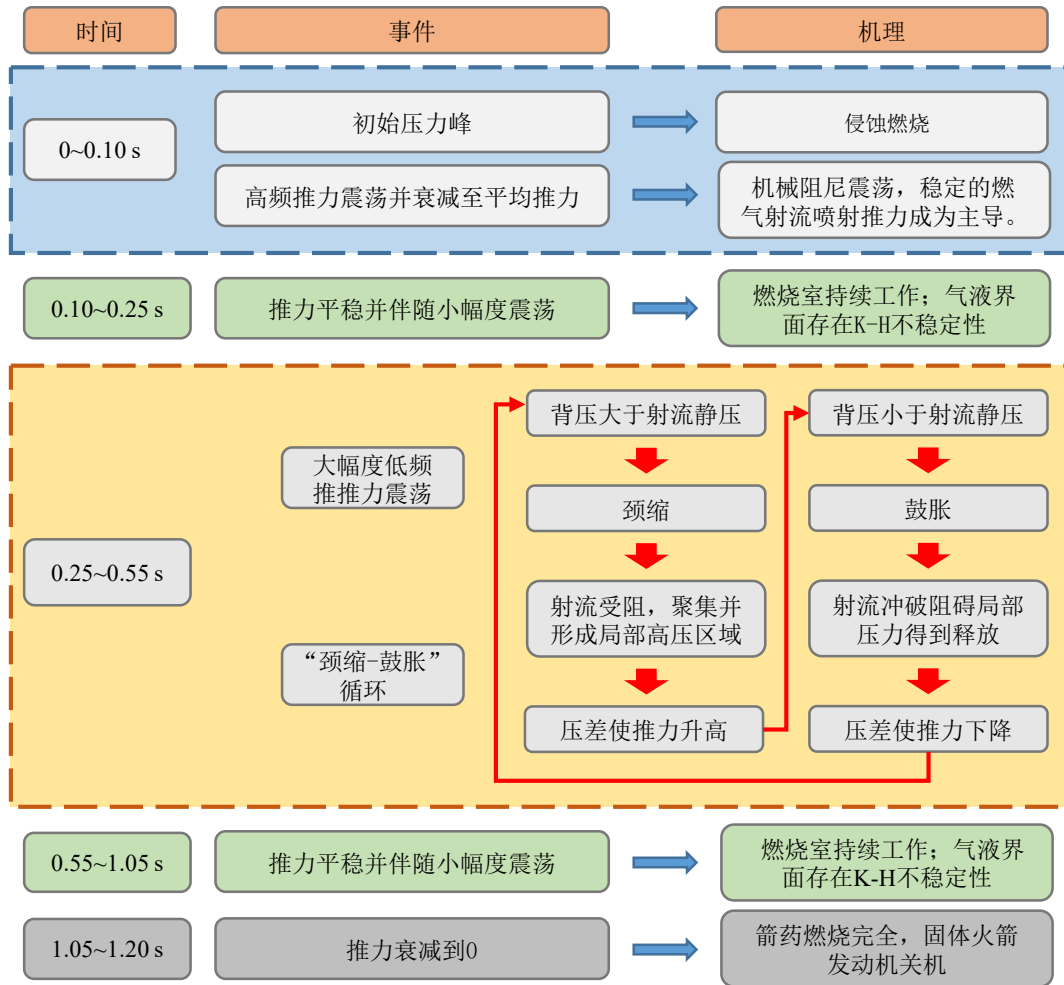 时间
事件
机理
0~0.10 s
初始压力峰
侵蚀燃烧
高频推力震荡并衰减至平均推力
机械阻尼震荡，稳定的燃
气射流喷射推力成为主导。
0.10~0.25 s
推力平稳并伴随小幅度震荡
燃烧室持续工作；气液界
面存在K-H不稳定性
0.25~0.55 s
大幅度低频
推推力震荡
“颈缩-鼓胀”
循环
背压大于射流静压
颈缩
射流受阻，聚集并
形成局部高压区域
压差使推力升高
背压小于射流静压
鼓胀
射流冲破阻碍局部
压力得到释放
压差使推力下降
0.55~1.05 s
推力平稳并伴随小幅度震荡
燃烧室持续工作；气液界
面存在K-H不稳定性
1.05~1.20 s
推力衰减到0
箭药燃烧完全，固体火箭
发动机关机